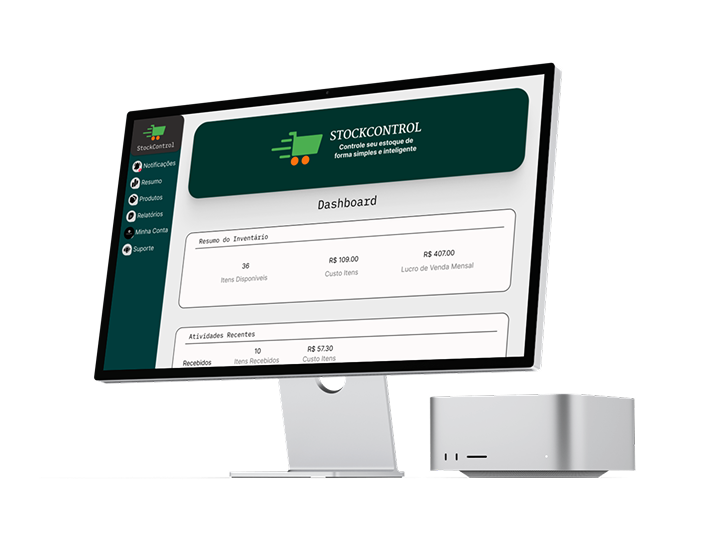 StockControl
Notificações
Resumo
Produtos
Relatórios
Minha Conta
Suporte
STOCKCONTROL
Controle seu estoque de
forma simples e inteligente
Dashboard
Resumo do Inventário
36
R$ 109.00
R$ 407.00
Itens Disponíveis
Custo Itens
Lucro de Venda Mensal
Atividades Recentes
10
R$ 57.30
Recebidos
Itens Recebidos
Custo Itens